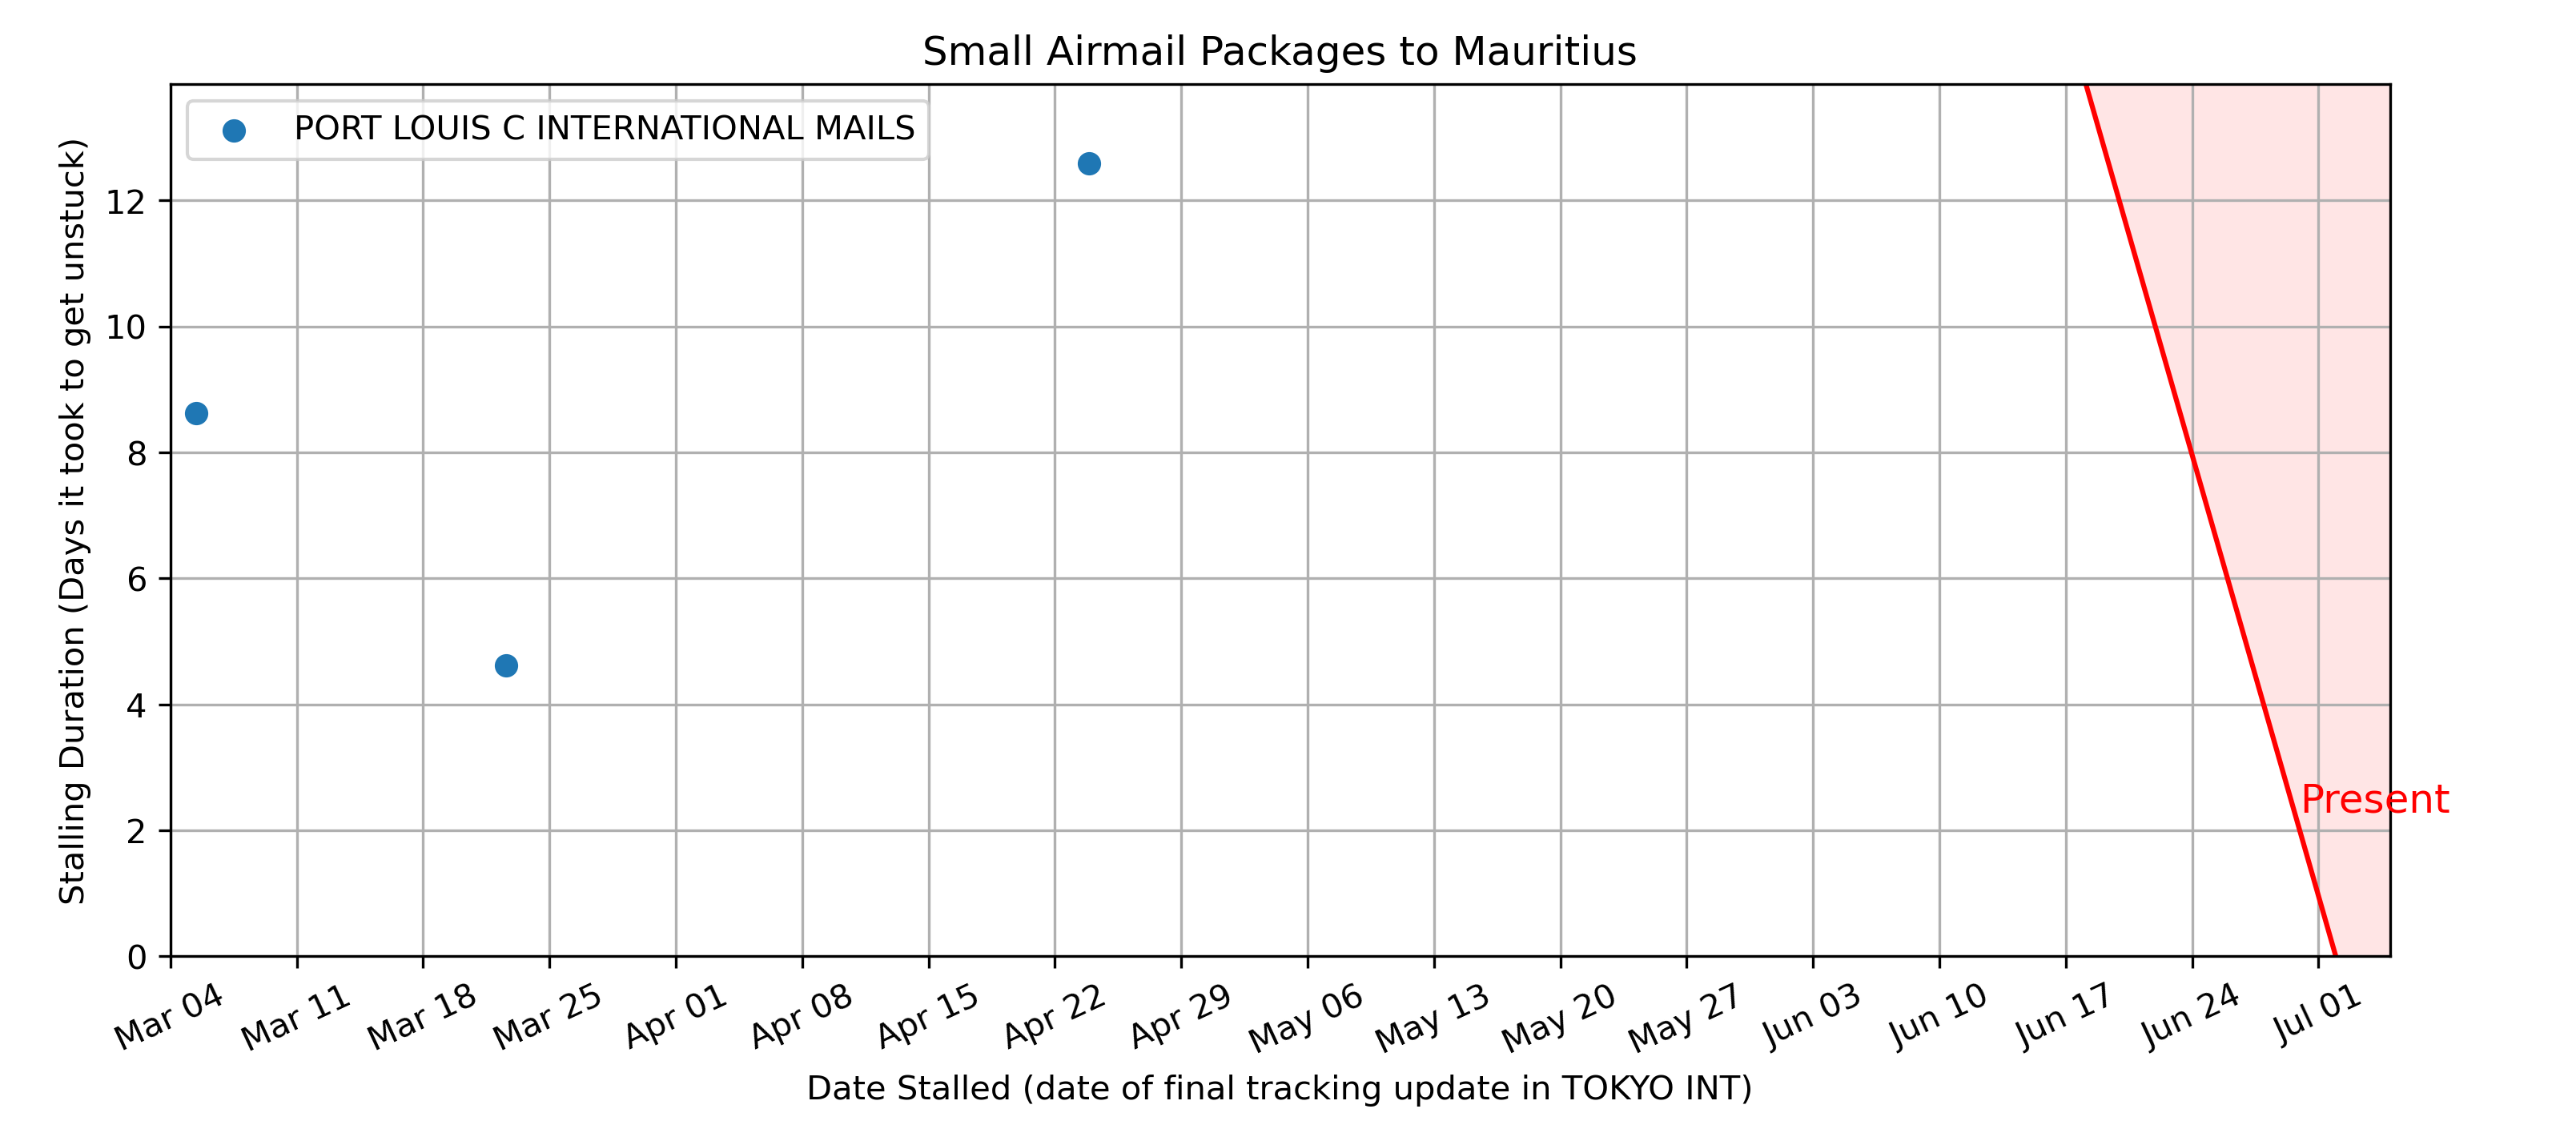 Small Airmail Packages to Mauritius
PORT LOUIS C INTERNATIONAL MAILS
Stalling Duration (Days it took to get unstuck)
12
10
8
6
4
2
0
Present
Mar 04
Mar 11
Mar 18
Mar 25
Apr 01
Apr 08
Apr 15
Apr 22
Apr 29
May 06
May 13
May 20
May 27
Jun 03
Jun 10
Jun 17
Jun 24
Jul 01
Date Stalled (date of final tracking update in TOKYO INT)